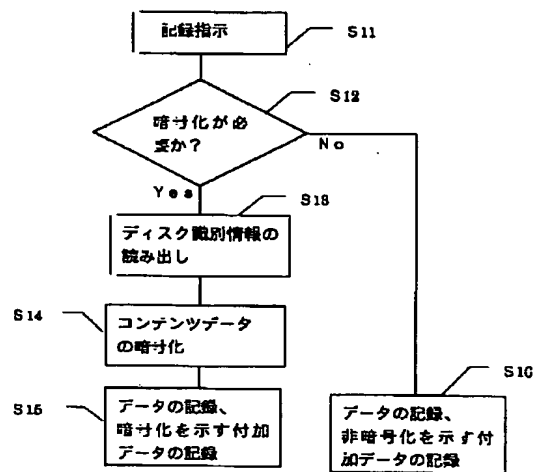 記録指示
S11
S12
暗号化が必
要か?
No
Yes
S13
ディスク識別情報の
読み出し
S14
コンテンツデータ
の暗号化
S15
データの記録、
暗号化を示す付加
データの記録
S16
データの記録、
非暗号化を示す付
加データの記録